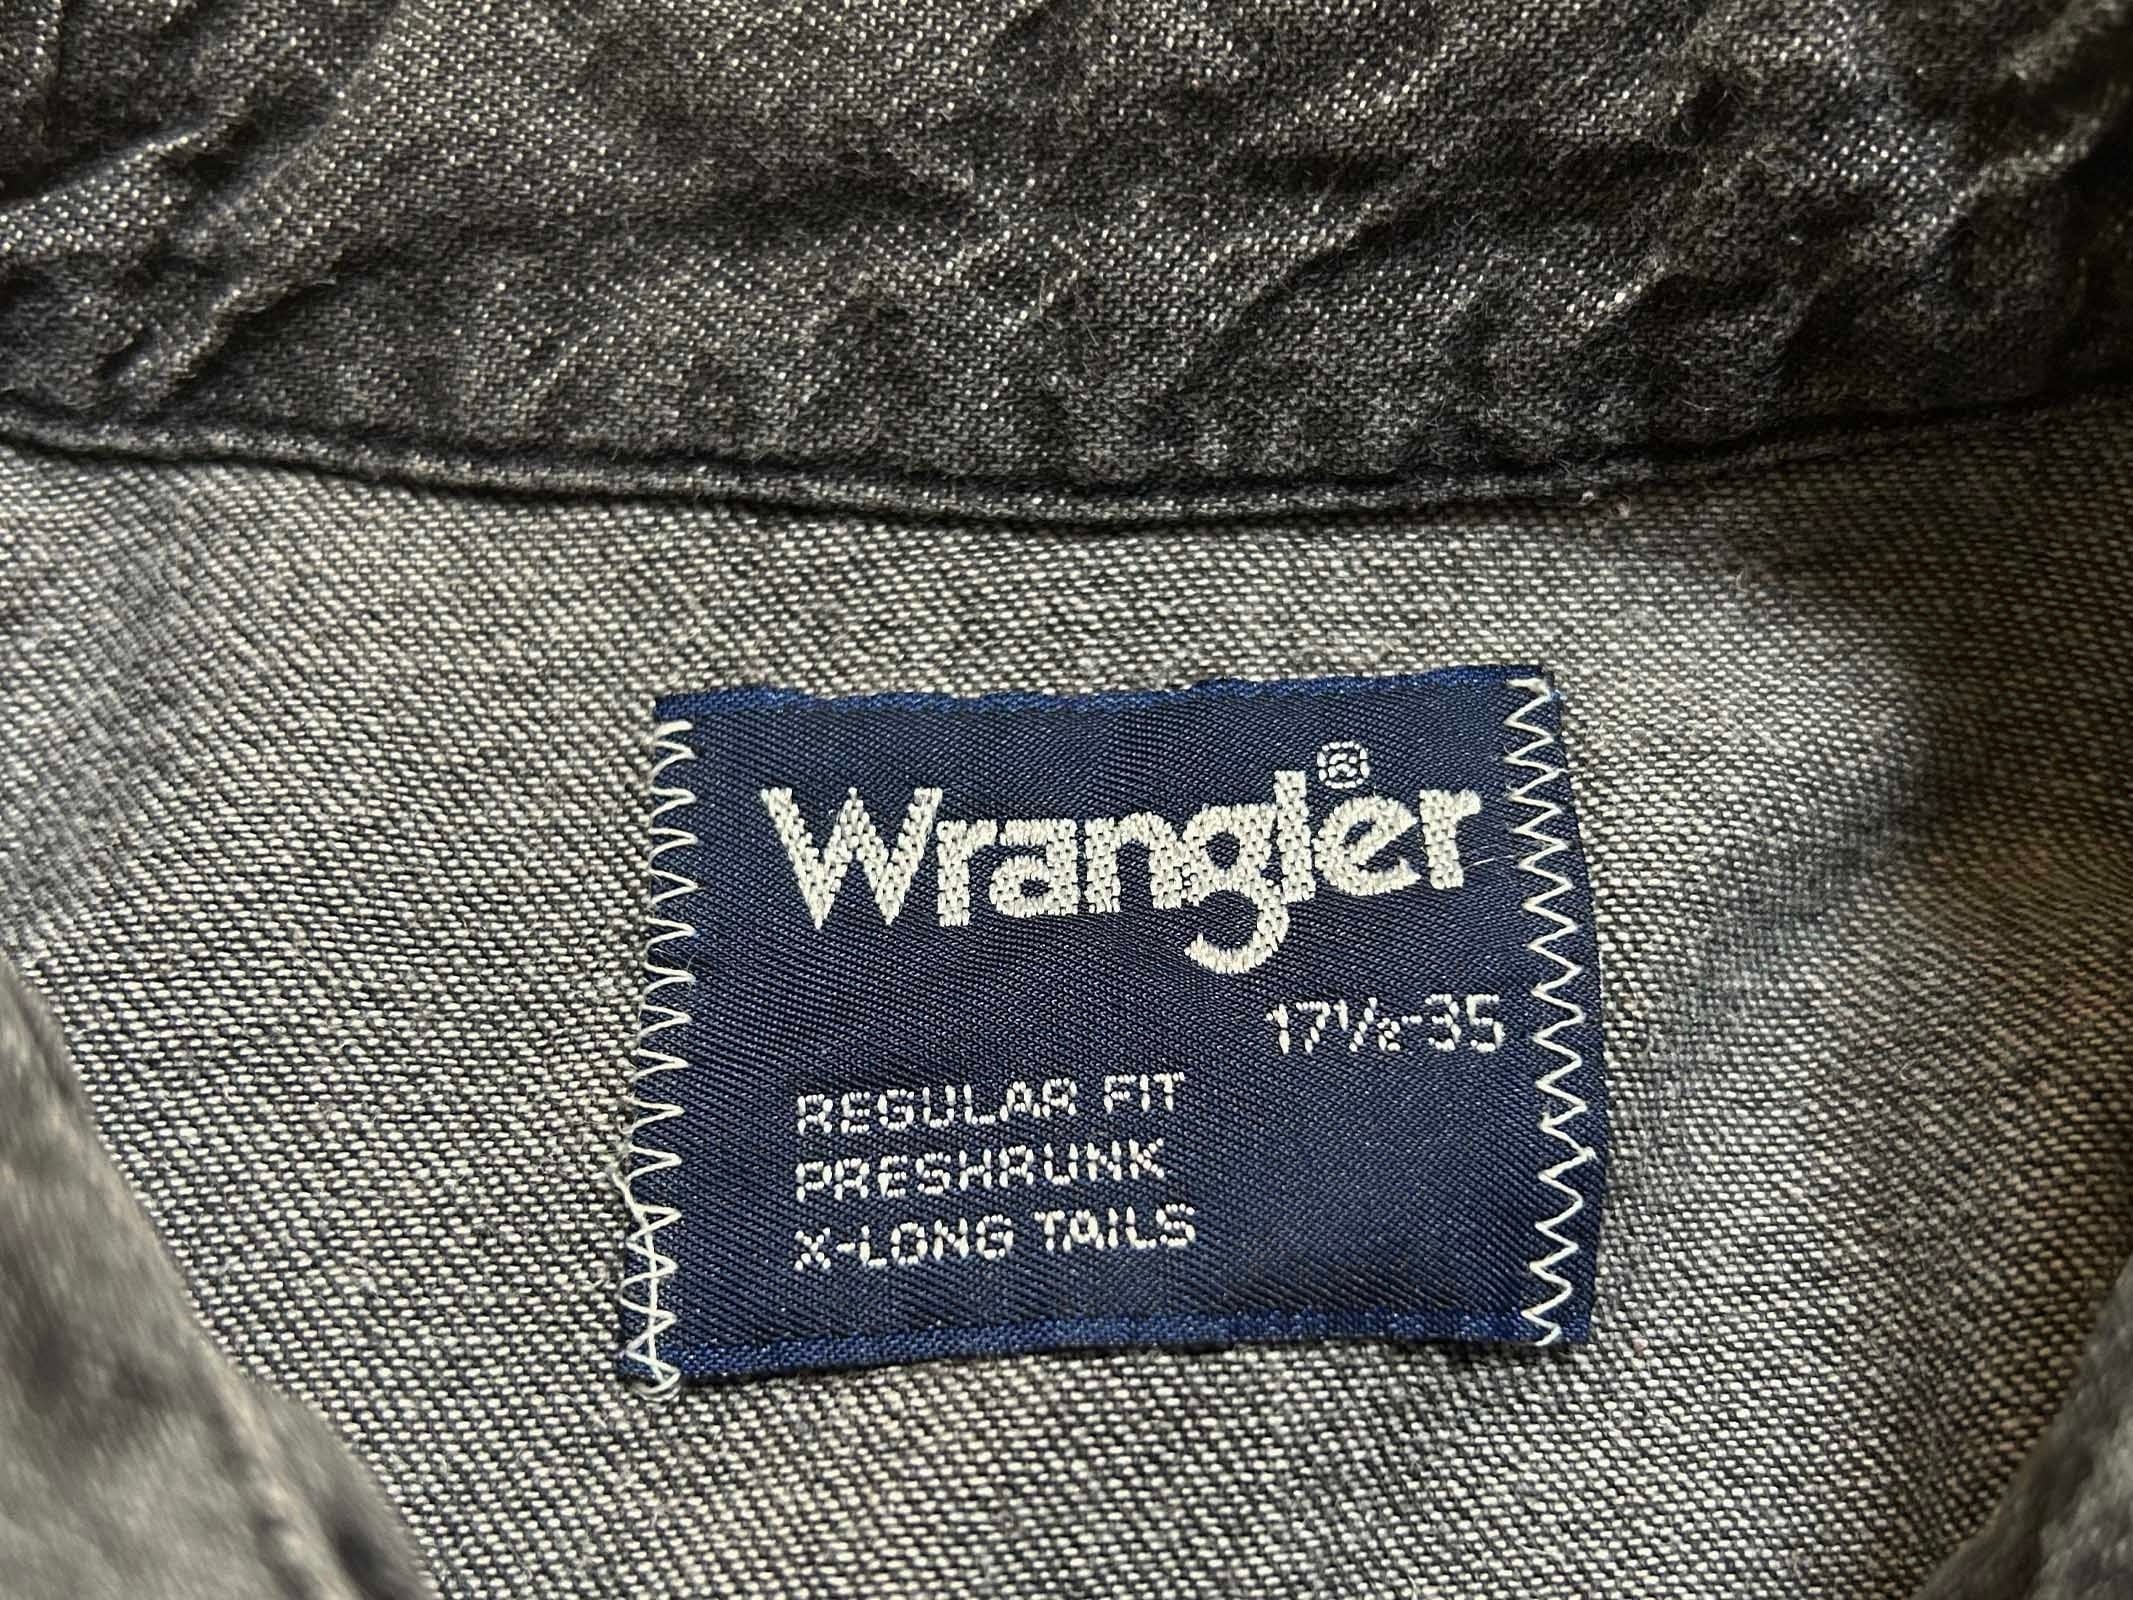 Wrangler®
17½-35
REGULAR FIT
PRESHRUNK
X-LONG TAILS